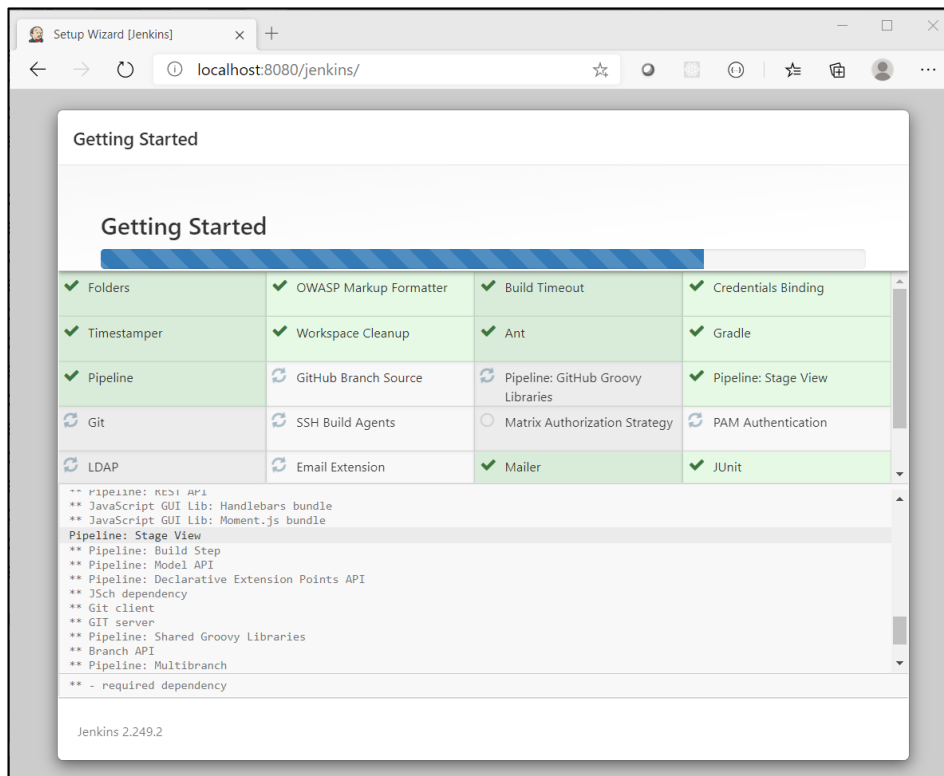 Setup Wizard [Jenkins]
localhost:8080/jenkins/
Getting Started
Getting Started
Folders
OWASP Markup Formatter
Build Timeout
Credentials Binding
Timestamper
Workspace Cleanup
Ant
Gradle
Pipeline
GitHub Branch Source
Pipeline: GitHub Groovy
Libraries
Pipeline: Stage View
Git
SSH Build Agents
Matrix Authorization Strategy
PAM Authentication
LDAP
Email Extension
Mailer
JUnit
** Pipeline: REST API
** JavaScript GUI Lib: Handlebars bundle
** JavaScript GUI Lib: Moment.js bundle
Pipeline: Stage View
** Pipeline: Build Step
** Pipeline: Model API
** Pipeline: Declarative Extension Points API
** JSch dependency
** Git client
** GIT server
** Pipeline: Shared Groovy Libraries
** Branch API
** Pipeline: Multibranch
** - required dependency
Jenkins 2.249.2